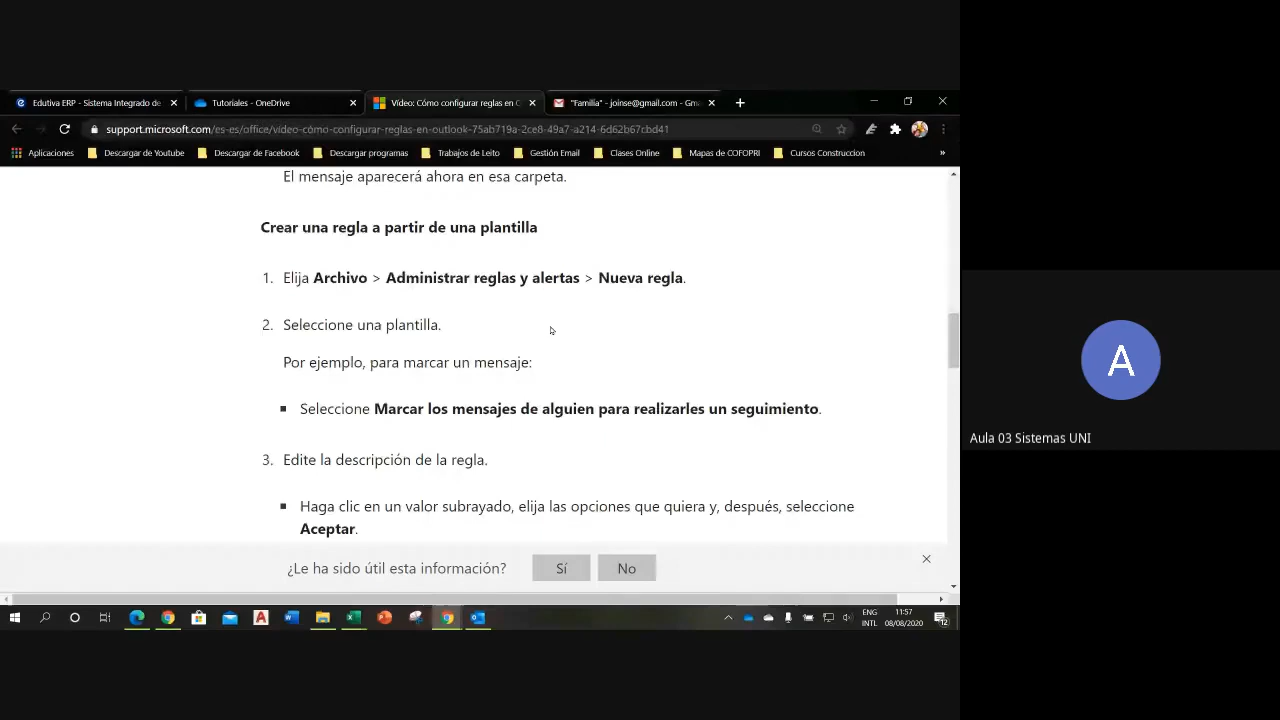 Edutiva ERP - Sistema Integrado de
Tutoriales - OneDrive
Vídeo: Cómo configurar reglas en O
"Familia" - joinse@gmail.com - Gm
support.microsoft.com/es-es/office/vídeo-cómo-configurar-reglas-en-outlook-75ab719a-2ce8-49a7-a214-6d62b67cbd41
Aplicaciones
Descargar de Youtube
Descargar de Facebook
Descargar programas
Trabajos de Leito
Gestión Email
Clases Online
Mapas de COFOPRI
Cursos Construccion
»
El mensaje aparecerá ahora en esa carpeta.
Crear una regla a partir de una plantilla
1. Elija Archivo > Administrar reglas y alertas > Nueva regla.
2. Seleccione una plantilla.
Por ejemplo, para marcar un mensaje:
▪ Seleccione Marcar los mensajes de alguien para realizarles un seguimiento.
3. Edite la descripción de la regla.
▪ Haga clic en un valor subrayado, elija las opciones que quiera y, después, seleccione
Aceptar.
¿Le ha sido útil esta información?
Sí
No
ENG
INTL
11:57
08/08/2020
12
A
Aula 03 Sistemas UNI